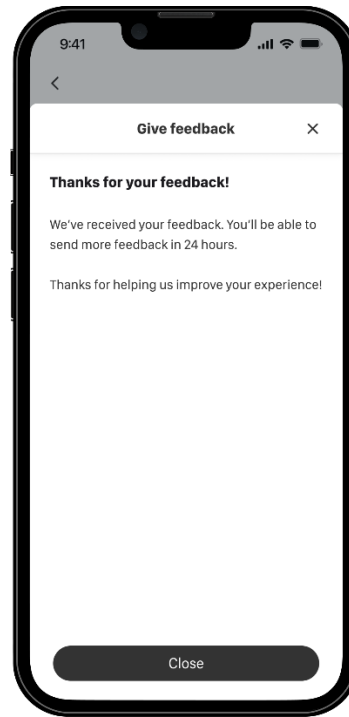 9:41
Give feedback
Thanks for your feedback!
We've received your feedback. You'll be able to
send more feedback in 24 hours.
Thanks for helping us improve your experience!
Close